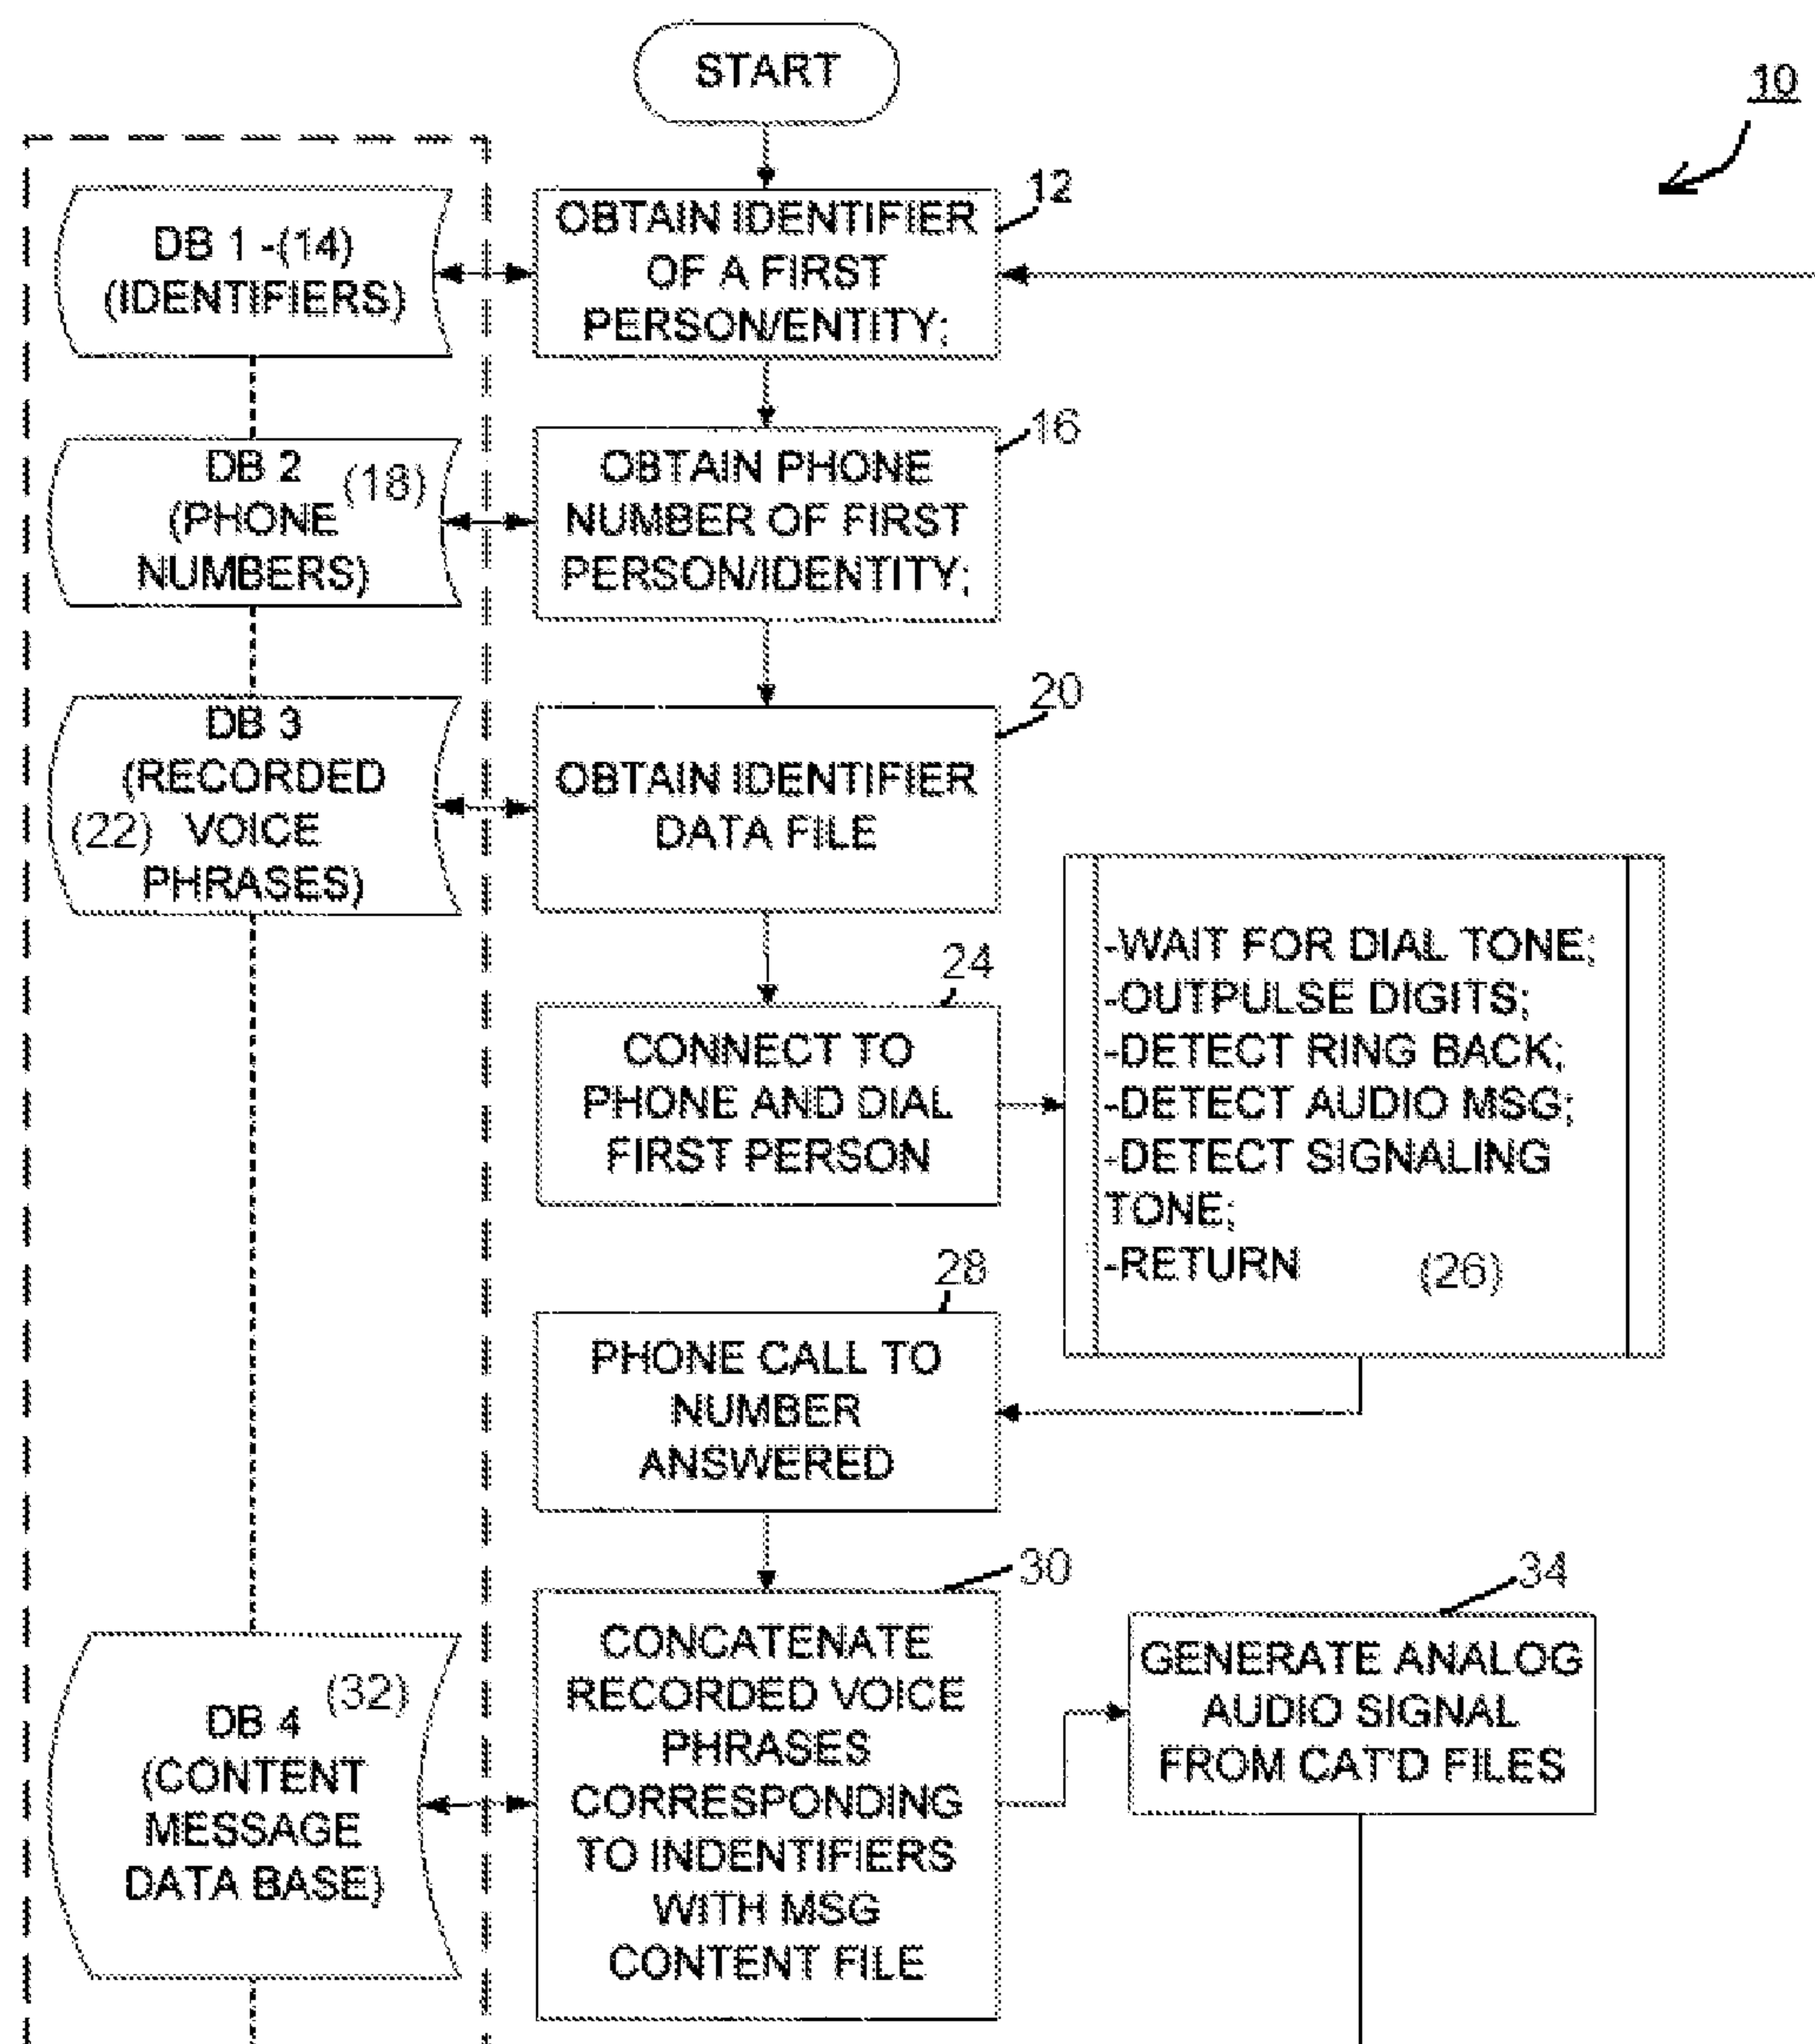 START
10
12
DB 1 -(14)
(IDENTIFIERS)
OBTAIN IDENTIFIER
OF A FIRST
PERSON/ENTITY;
16
DB 2
(18)
(PHONE
NUMBERS)
OBTAIN PHONE
NUMBER OF FIRST
PERSON/IDENTITY;
20
DB 3
(RECORDED
(22) VOICE
PHRASES)
OBTAIN IDENTIFIER
DATA FILE
24
CONNECT TO
PHONE AND DIAL
FIRST PERSON
-WAIT FOR DIAL TONE;
-OUTPULSE DIGITS;
-DETECT RING BACK;
-DETECT AUDIO MSG;
-DETECT SIGNALING
TONE;
-RETURN (26)
28
PHONE CALL TO
NUMBER
ANSWERED
30
(32)
DB 4
(CONTENT
MESSAGE
DATA BASE)
CONCATENATE
RECORDED VOICE
PHRASES
CORRESPONDING
TO INDENTIFIERS
WITH MSG
CONTENT FILE
34
GENERATE ANALOG
AUDIO SIGNAL
FROM CAT'D FILES